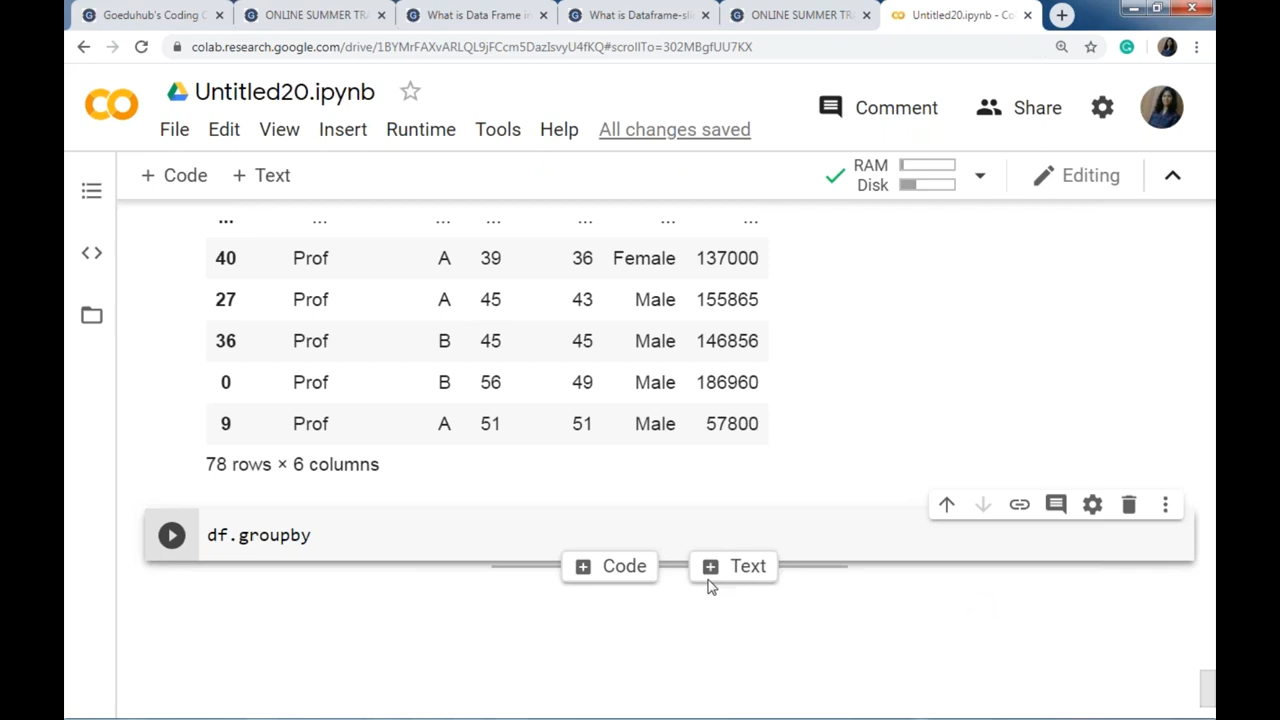 Goeduhub's Coding C
ONLINE SUMMER TRA
What is Data Frame in
What is Dataframe-sli
ONLINE SUMMER TRA
Untitled20.ipynb - Co
colab.research.google.com/drive/1BYMrFAXvARLQL9jFCcm5DazIsvyU4fKQ#scrollTo=302MBgfUU7KX
CO Untitled20.ipynb
Comment Share
File Edit View Insert Runtime Tools Help All changes saved
+ Code + Text
RAM
Disk
Editing
... ... ... ... ... ... ...
40 Prof A 39 36 Female 137000
27 Prof A 45 43 Male 155865
36 Prof B 45 45 Male 146856
0 Prof B 56 49 Male 186960
9 Prof A 51 51 Male 57800
78 rows × 6 columns
df.groupby
+ Code + Text